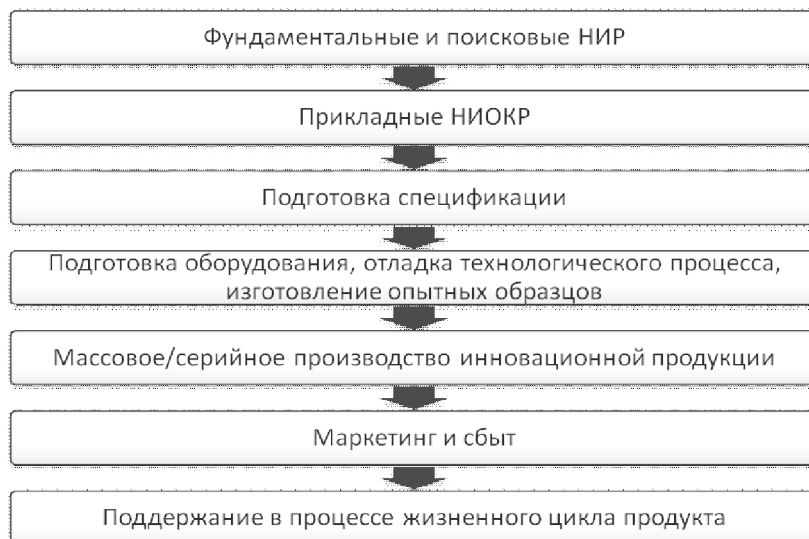 Фундаментальные и поисковые НИР
Прикладные НИОКР
Подготовка спецификации
Подготовка оборудования, отладка технологического процесса,
изготовление опытных образцов
Массовое/серийное производство инновационной продукции
Маркетинг и сбыт
Поддержание в процессе жизненного цикла продукта